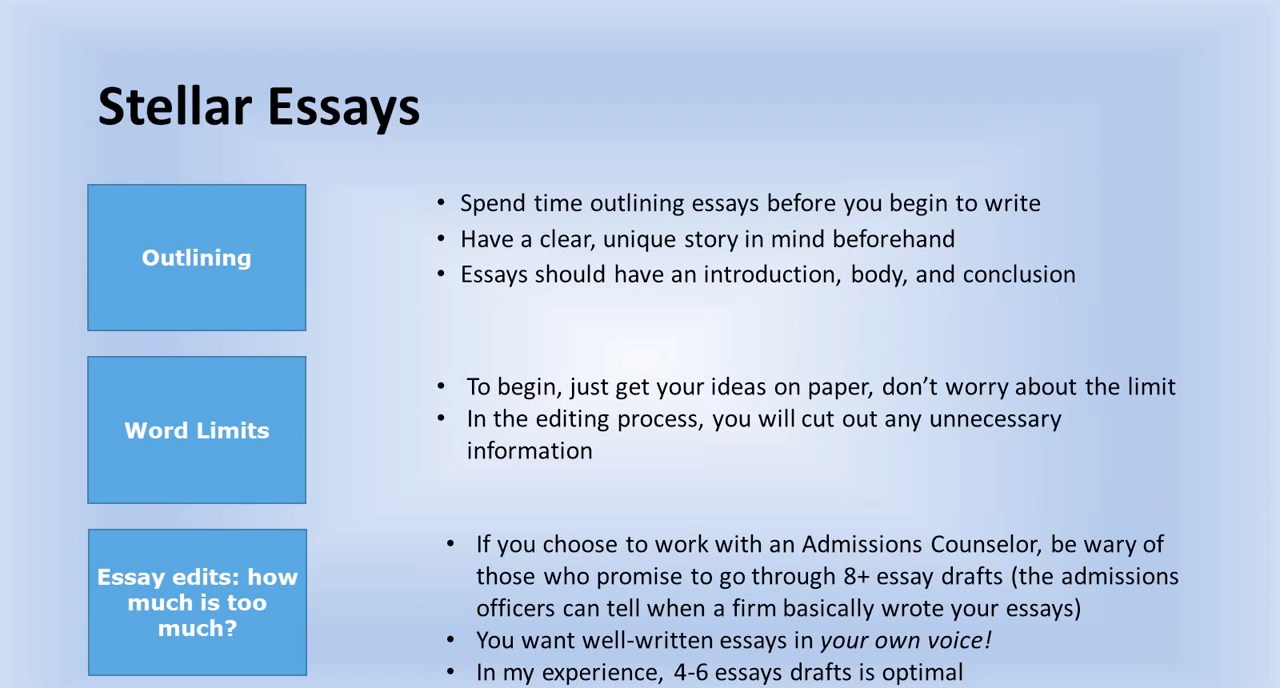 Stellar Essays
Outlining
• Spend time outlining essays before you begin to write
• Have a clear, unique story in mind beforehand
• Essays should have an introduction, body, and conclusion
Word Limits
• To begin, just get your ideas on paper, don’t worry about the limit
• In the editing process, you will cut out any unnecessary
information
Essay edits: how
much is too
much?
• If you choose to work with an Admissions Counselor, be wary of
those who promise to go through 8+ essay drafts (the admissions
officers can tell when a firm basically wrote your essays)
• You want well-written essays in your own voice!
• In my experience, 4-6 essays drafts is optimal